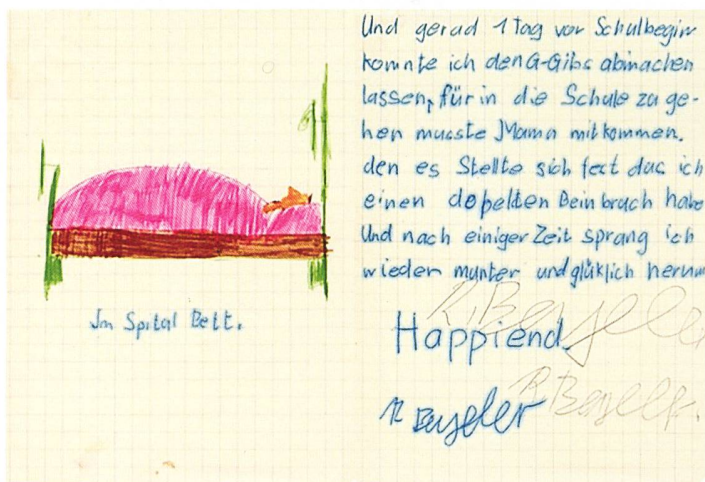 Im Spital Bett.
Und gerad 1 Tag vor Schulbegin
konnte ich den G-Gibs abmachen
lassen, für in die Schule zu ge-
hen musste Mama mitkommen.
den es Stellte sich fest das ich
einen dopelten Beinbruch habe
Und nach einiger Zeit sprang ich
wieder munter und glüklich herum
Happiend.